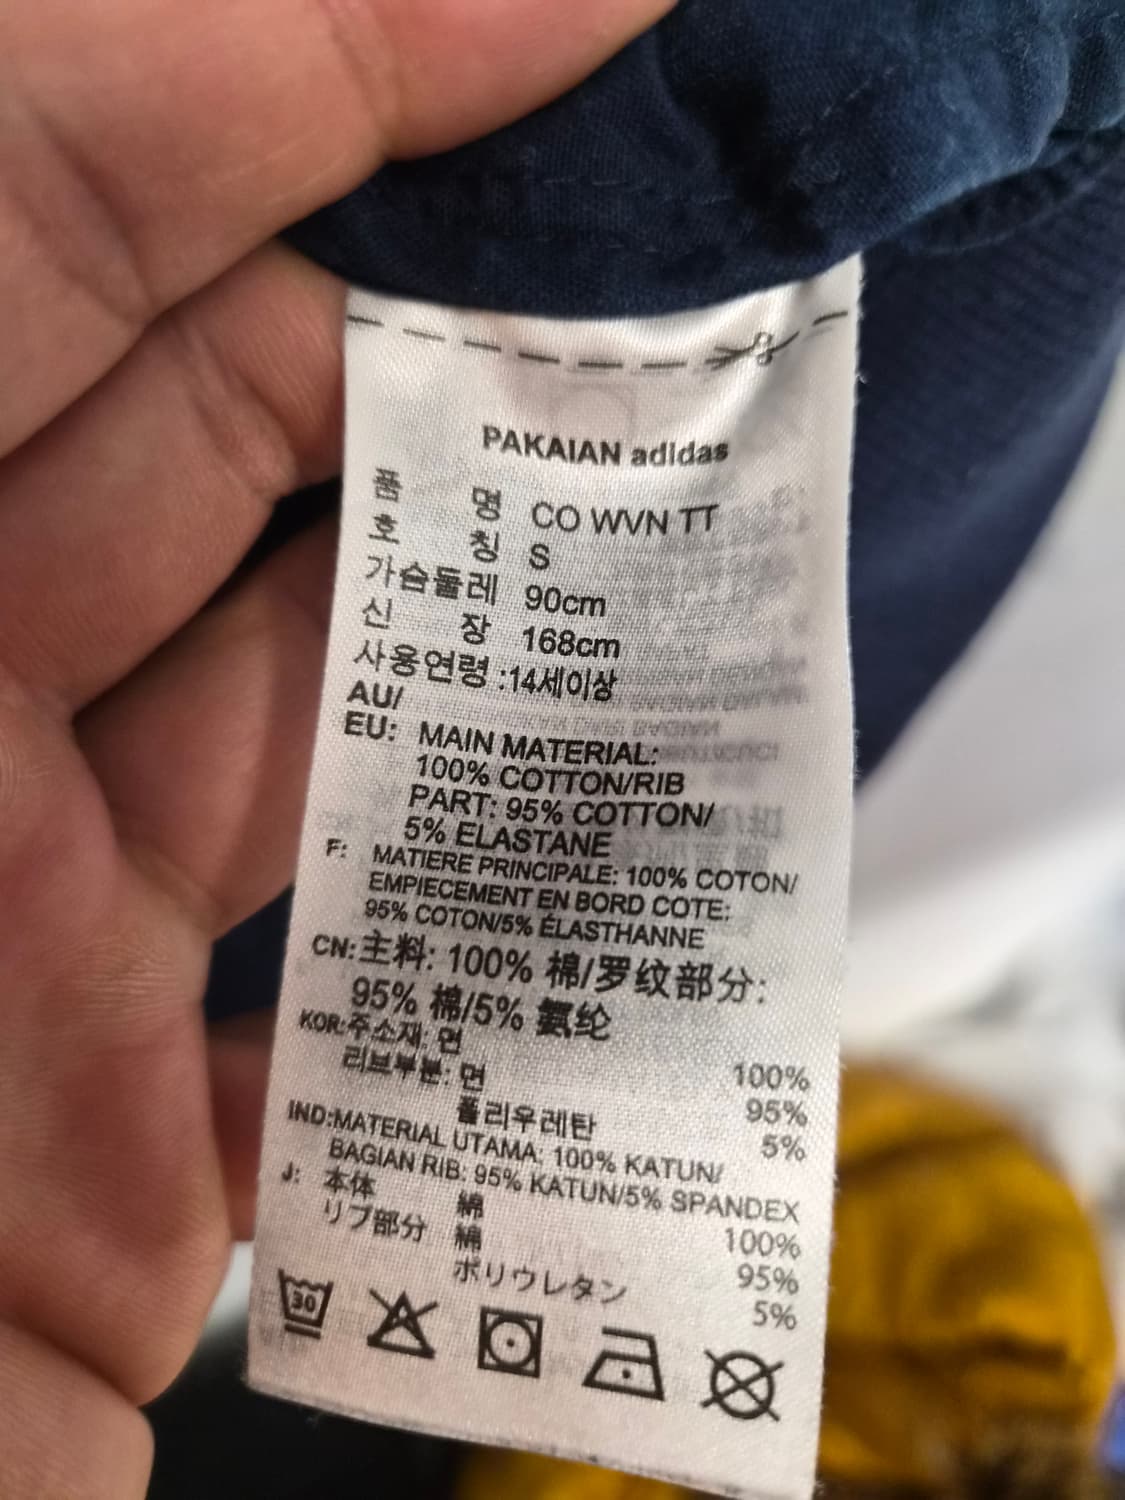 PAKAIAN adidas
품 명 CO WVN TT
호 칭 S
가슴둘레 90cm
신 장 168cm
사용연령 :14세이상
AU/
EU: MAIN MATERIAL:
100% COTTON/RIB
PART: 95% COTTON/
5% ELASTANE
F: MATIERE PRINCIPALE: 100% COTON/
EMPIECEMENT EN BORD COTE:
95% COTON/5% ÉLASTHANNE
CN: 主料: 100% 棉/罗纹部分:
95% 棉/5% 氨纶
KOR:주소재: 면 100%
리브부분: 면 95%
폴리우레탄 5%
IND:MATERIAL UTAMA: 100% KATUN/
BAGIAN RIB: 95% KATUN/5% SPANDEX
J: 本体 綿 100%
リブ部分 綿 95%
ポリウレタン 5%
30